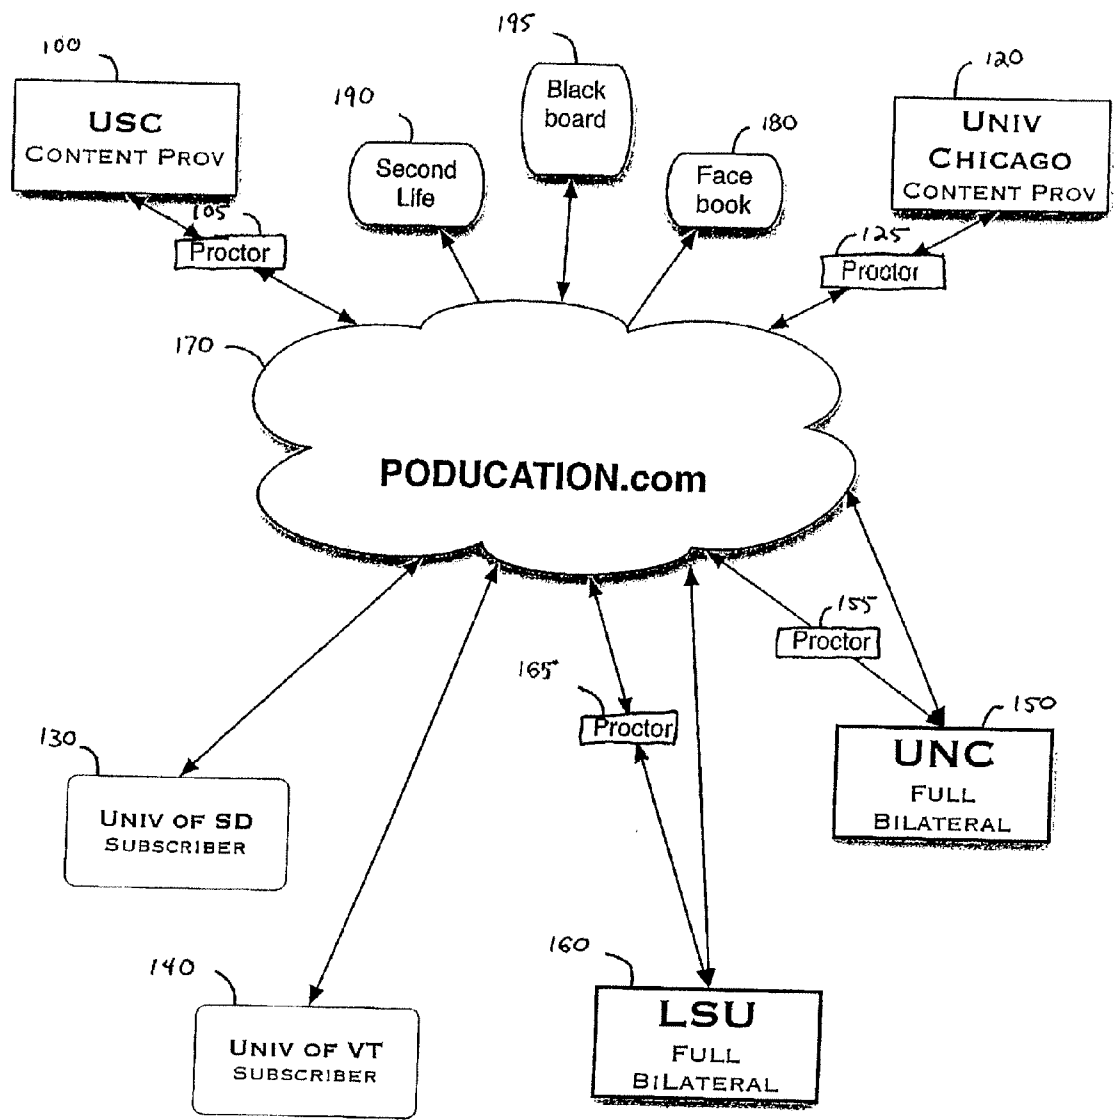 195
100
120
USC
CONTENT PROV
190
Black
board
180
UNIV
CHICAGO
CONTENT PROV
Second
Life
Face
book
105
Proctor
125
Proctor
170
PODUCATION.com
155
Proctor
165
Proctor
150
UNC
FULL
BILATERAL
130
UNIV OF SD
SUBSCRIBER
160
LSU
FULL
BILATERAL
140
UNIV OF VT
SUBSCRIBER